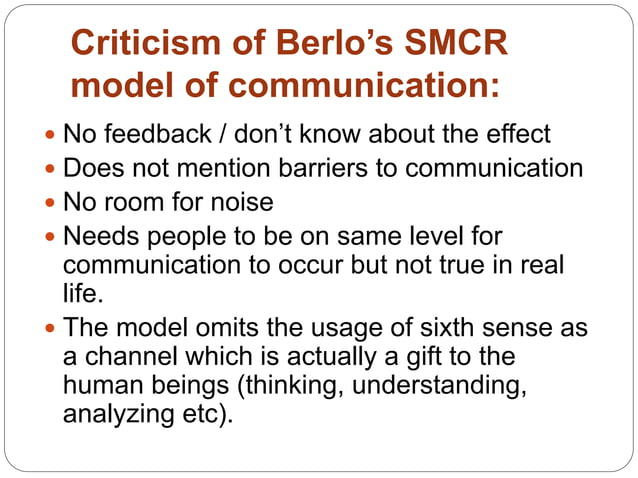 Criticism of Berlo’s SMCR
model of communication:
• No feedback / don’t know about the effect
• Does not mention barriers to communication
• No room for noise
• Needs people to be on same level for
communication to occur but not true in real
life.
• The model omits the usage of sixth sense as
a channel which is actually a gift to the
human beings (thinking, understanding,
analyzing etc).